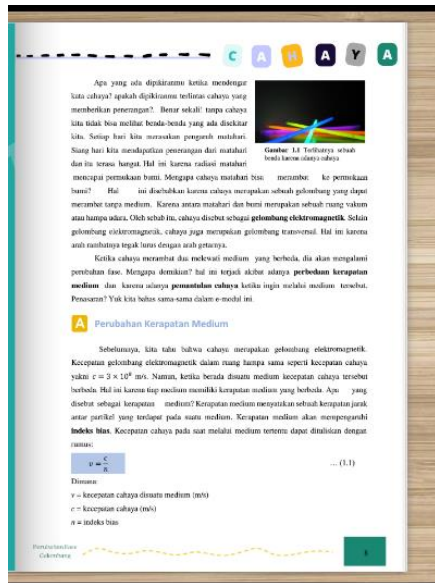 C A H A Y A
Apa yang ada dipikiranmu ketika mendengar
kata cahaya? apakah dipikiranmu terlintas cahaya yang
memberikan penerangan?. Benar sekali! tanpa cahaya
kita tidak bisa melihat benda-benda yang ada disekitar
kita. Setiap hari kita merasakan pengaruh matahari.
Siang hari kita mendapatkan penerangan dari matahari
dan itu terasa hangat. Hal ini karena radiasi matahari
Gambar 1.1 Terlihatnya sebuah
benda karena adanya cahaya
mencapai permukaan bumi. Mengapa cahaya matahari bisa merambat ke permukaan
bumi? Hal ini disebabkan karena cahaya merupakan sebuah gelombang yang dapat
merambat tanpa medium. Karena antara matahari dan bumi merupakan sebuah ruang vakum
atau hampa udara. Oleh sebab itu, cahaya disebut sebagai gelombang elektromagnetik. Selain
gelombang elektromagnetik, cahaya juga merupakan gelombang transversal. Hal ini karena
arah rambatnya tegak lurus dengan arah getarnya.
Ketika cahaya merambat dua melewati medium yang berbeda, dia akan mengalami
perubahan fase. Mengapa demikian? hal ini terjadi akibat adanya perbedaan kerapatan
medium dan karena adanya pemantulan cahaya ketika ingin melalui medium tersebut.
Penasaran? Yuk kita bahas sama-sama dalam e-modul ini.
A Perubahan Kerapatan Medium
Sebelumnya, kita tahu bahwa cahaya merupakan gelombang elektromagnetik.
Kecepatan gelombang elektromagnetik dalam ruang hampa sama seperti kecepatan cahaya
yakni c = 3 × 10⁸ m/s. Namun, ketika berada disuatu medium kecepatan cahaya tersebut
berbeda. Hal ini karena tiap medium memiliki kerapatan medium yang berbeda. Apa yang
disebut sebagai kerapatan medium? Kerapatan medium menyatakan sebuah kerapatan jarak
antar partikel yang terdapat pada suatu medium. Kerapatan medium akan mempengaruhi
indeks bias. Kecepatan cahaya pada saat melalui medium tertentu dapat dituliskan dengan
rumus:
v = c/n ... (1.1)
Dimana:
v = kecepatan cahaya disuatu medium (m/s)
c = kecepatan cahaya (m/s)
n = indeks bias
Perubahan Fase
Gelombang